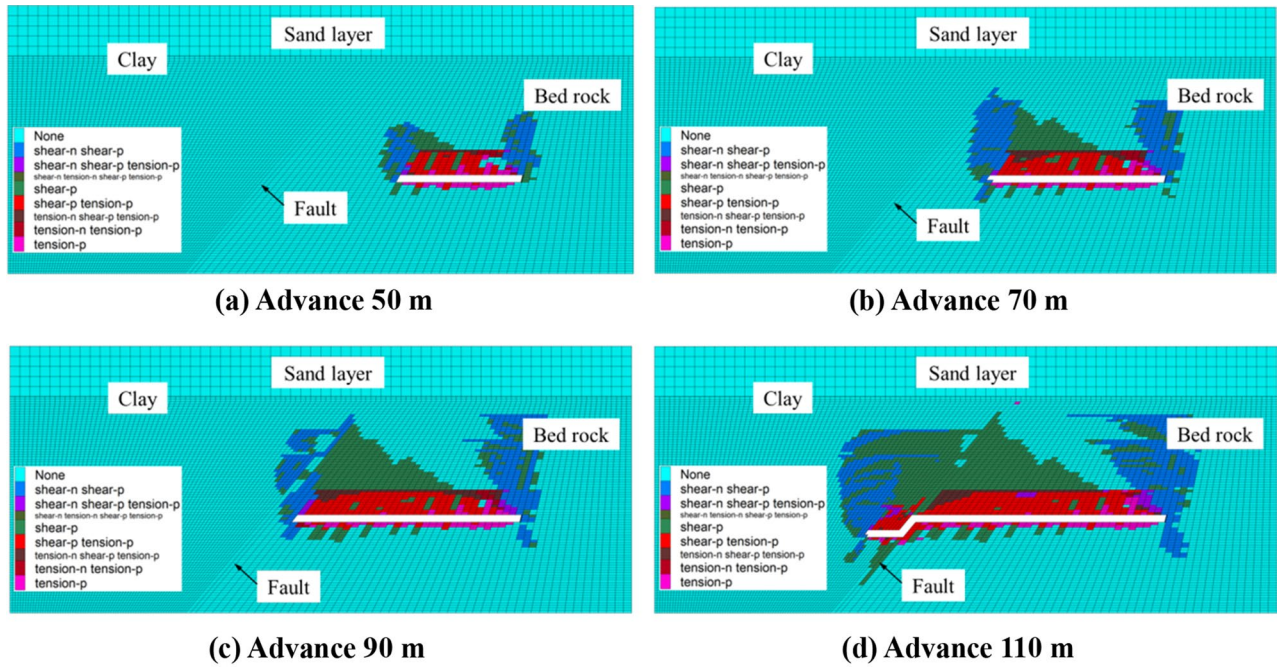 Sand layer
Clay
Bed rock
None
shear-n shear-p
shear-n shear-p tension-p
shear-n tension-n shear-p tension-p
shear-p
shear-p tension-p
tension-n shear-p tension-p
tension-n tension-p
tension-p
Fault
(a) Advance 50 m
Sand layer
Clay
Bed rock
None
shear-n shear-p
shear-n shear-p tension-p
shear-n tension-n shear-p tension-p
shear-p
shear-p tension-p
tension-n shear-p tension-p
tension-n tension-p
tension-p
Fault
(b) Advance 70 m
Sand layer
Clay
Bed rock
None
shear-n shear-p
shear-n shear-p tension-p
shear-n tension-n shear-p tension-p
shear-p
shear-p tension-p
tension-n shear-p tension-p
tension-n tension-p
tension-p
Fault
(c) Advance 90 m
Sand layer
Clay
Bed rock
None
shear-n shear-p
shear-n shear-p tension-p
shear-n tension-n shear-p tension-p
shear-p
shear-p tension-p
tension-n shear-p tension-p
tension-n tension-p
tension-p
Fault
(d) Advance 110 m